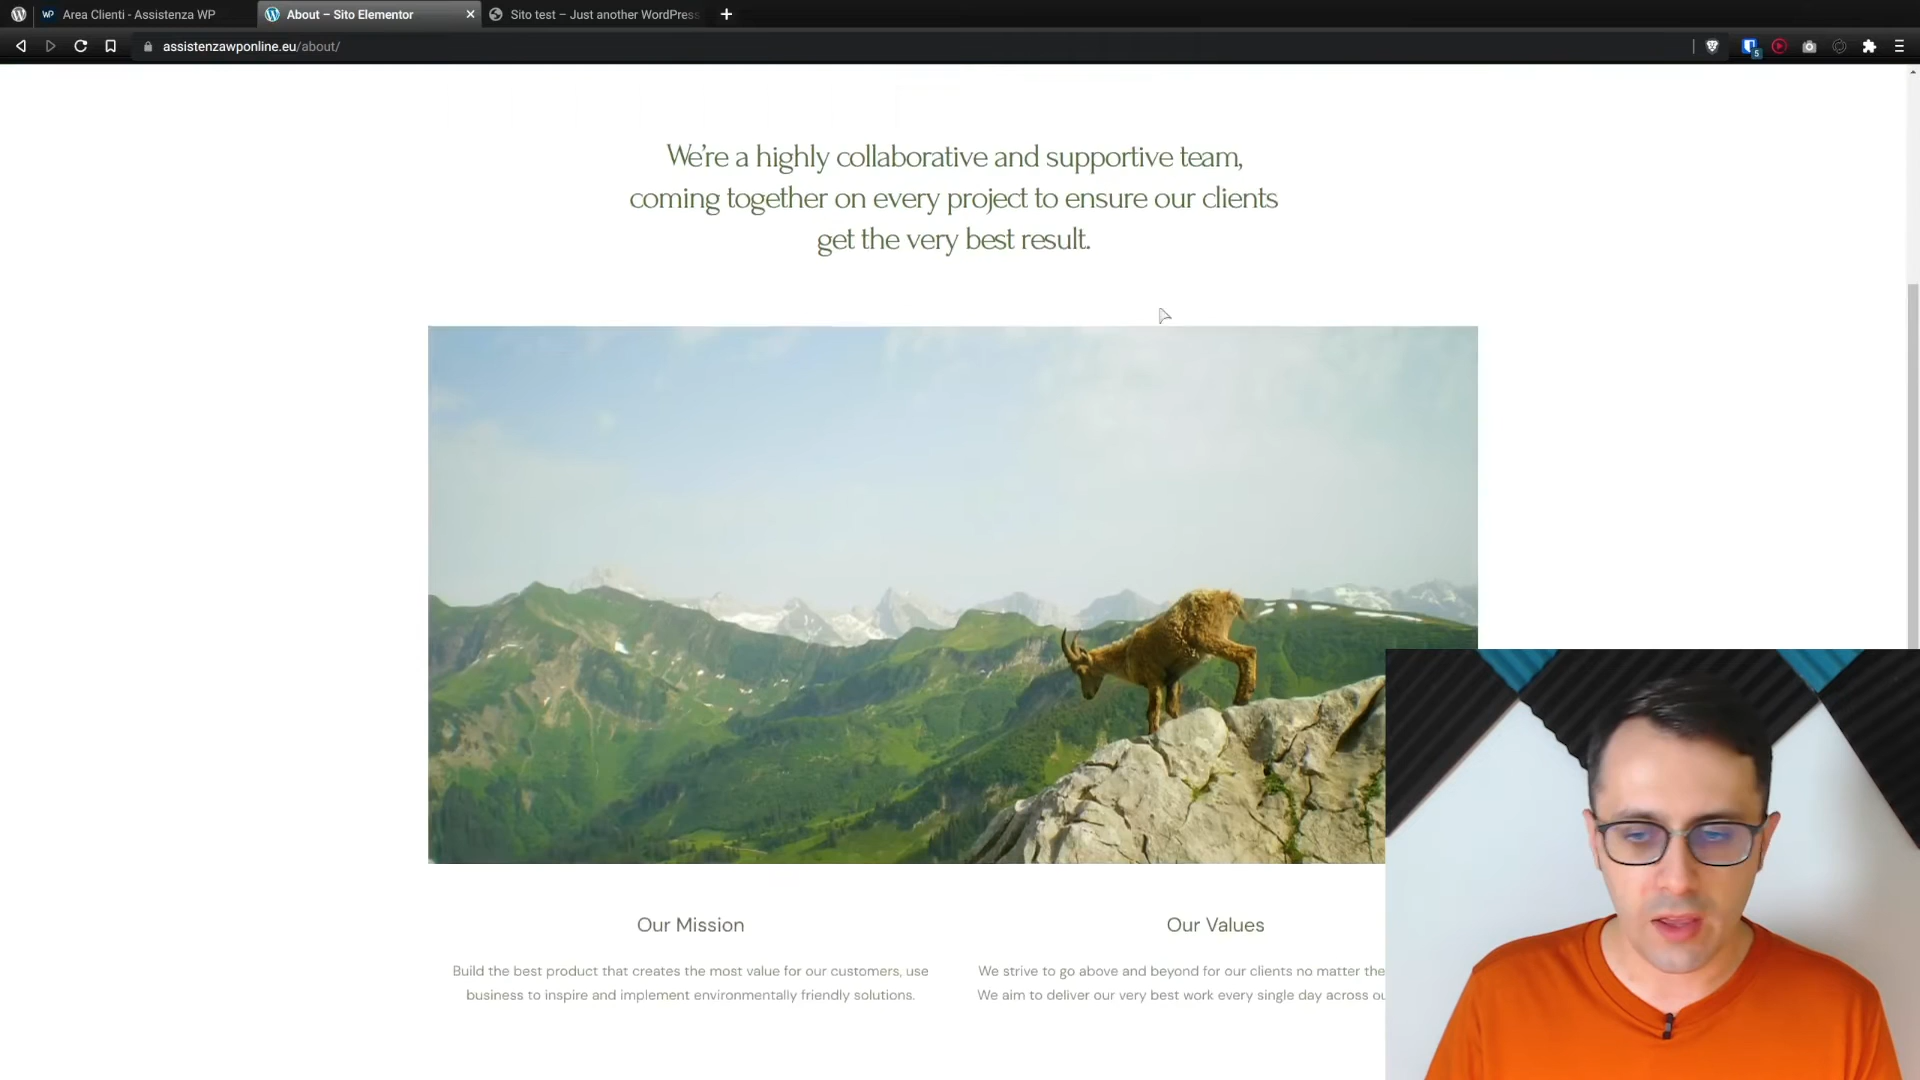 WP Area Clienti - Assistenza WP
About – Sito Elementor
Sito test – Just another WordPress
assistenzawponline.eu/about/
5
We’re a highly collaborative and supportive team,
coming together on every project to ensure our clients
get the very best result.
Our Mission
Build the best product that creates the most value for our customers, use
business to inspire and implement environmentally friendly solutions.
Our Values
We strive to go above and beyond for our clients no matter the
We aim to deliver our very best work every single day across ou